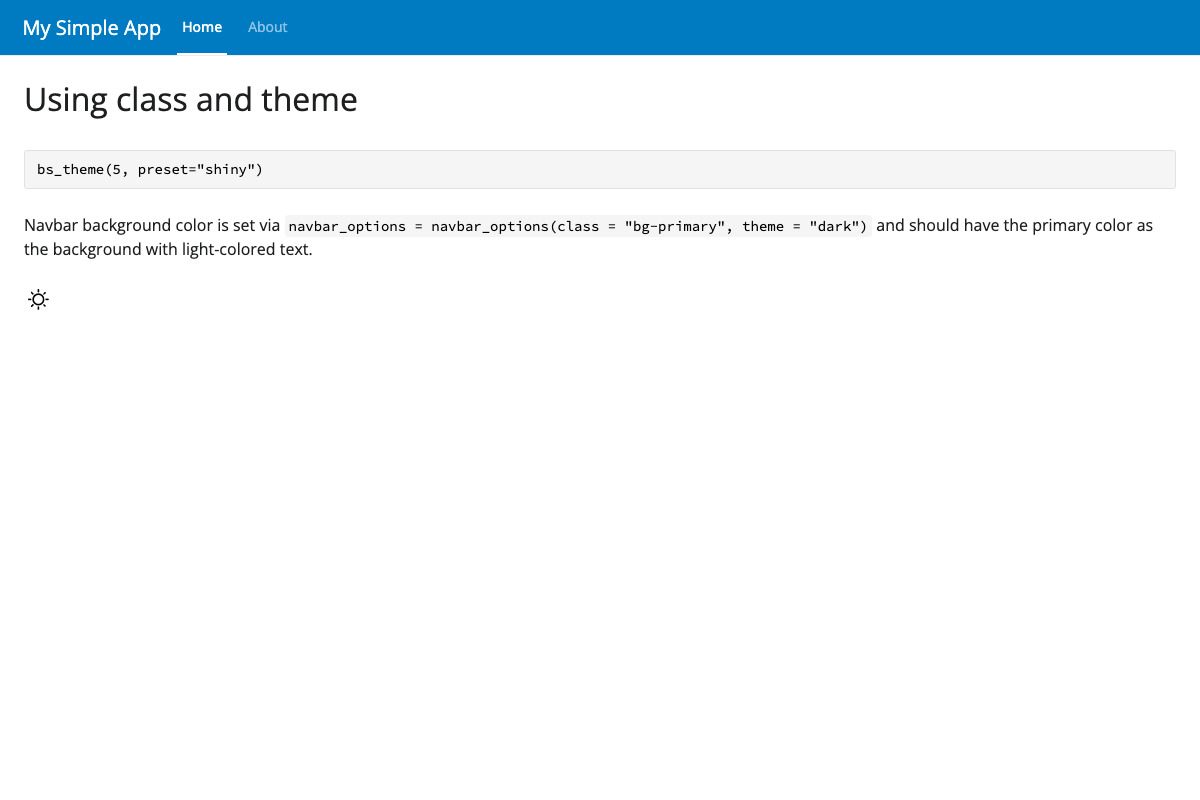 My Simple App Home About
Using class and theme
bs_theme(5, preset="shiny")
Navbar background color is set via navbar_options = navbar_options(class = "bg-primary", theme = "dark") and should have the primary color as
the background with light-colored text.